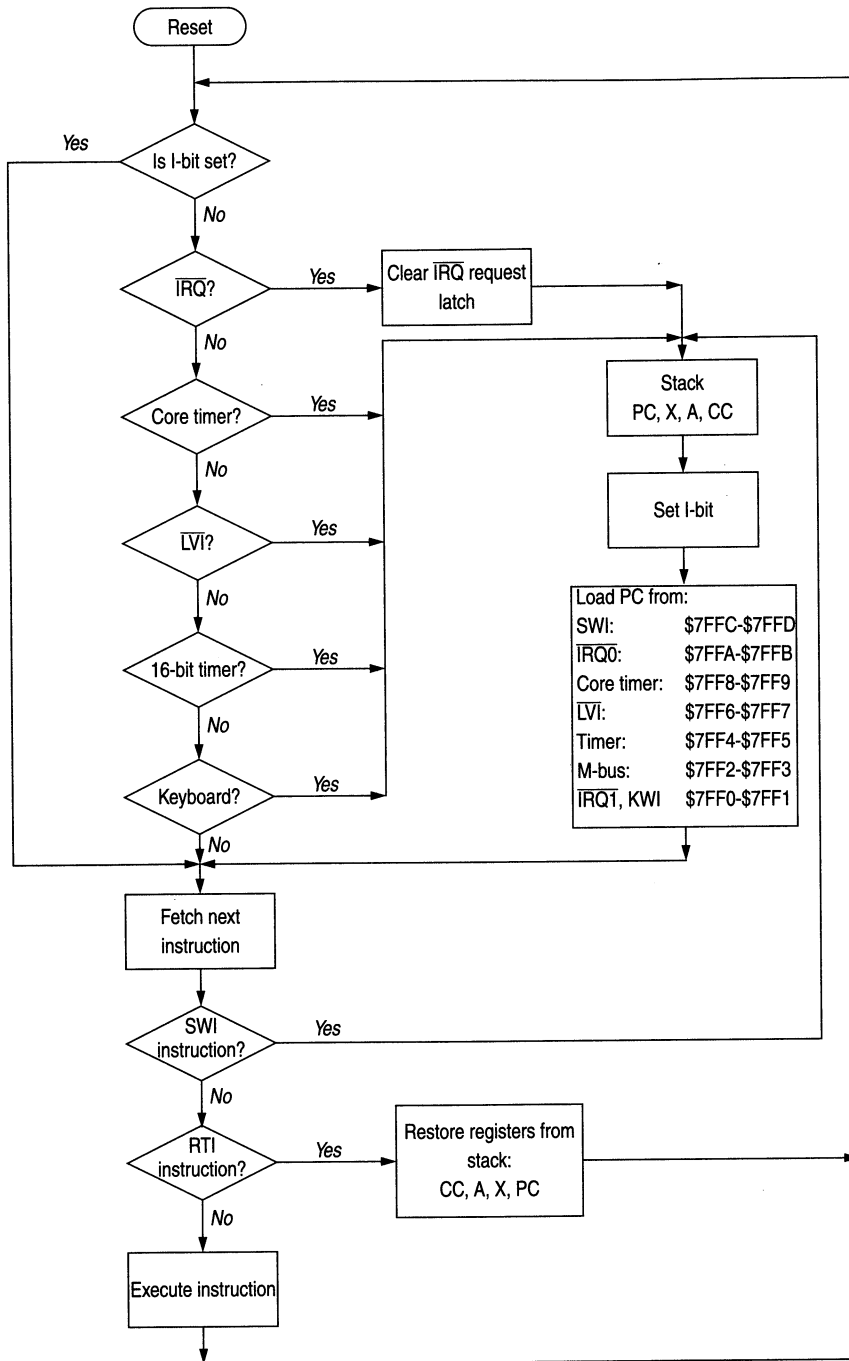 Reset
Yes
Is I-bit set?
No
IRQ?
Yes
Clear IRQ request
latch
No
Core timer?
Yes
Stack
PC, X, A, CC
No
Set I-bit
LVI?
Yes
No
Load PC from:
SWI: $7FFC-$7FFD
IRQ0: $7FFA-$7FFB
Core timer: $7FF8-$7FF9
LVI: $7FF6-$7FF7
Timer: $7FF4-$7FF5
M-bus: $7FF2-$7FF3
IRQ1, KWI $7FF0-$7FF1
16-bit timer?
Yes
No
Keyboard?
Yes
No
Fetch next
instruction
SWI
instruction?
Yes
No
RTI
instruction?
Yes
Restore registers from
stack:
CC, A, X, PC
No
Execute instruction